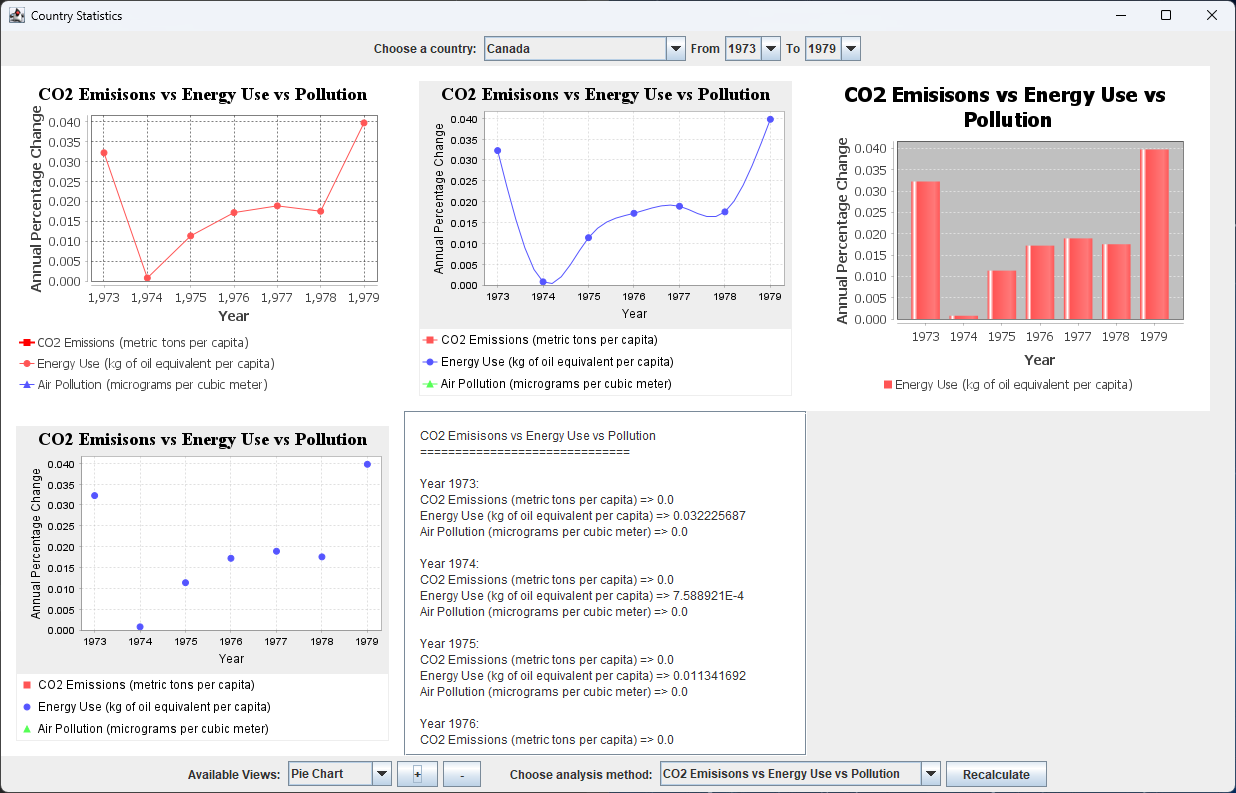 Country Statistics
Choose a country: Canada From 1973 To 1979
CO2 Emisisons vs Energy Use vs Pollution
Annual Percentage Change
0.040
0.035
0.030
0.025
0.020
0.015
0.010
0.005
0.000
1,973 1,974 1,975 1,976 1,977 1,978 1,979
Year
CO2 Emissions (metric tons per capita)
Energy Use (kg of oil equivalent per capita)
Air Pollution (micrograms per cubic meter)
CO2 Emisisons vs Energy Use vs Pollution
Annual Percentage Change
0.040
0.035
0.030
0.025
0.020
0.015
0.010
0.005
0.000
1973 1974 1975 1976 1977 1978 1979
Year
CO2 Emissions (metric tons per capita)
Energy Use (kg of oil equivalent per capita)
Air Pollution (micrograms per cubic meter)
CO2 Emisisons vs Energy Use vs
Pollution
Annual Percentage Change
0.040
0.035
0.030
0.025
0.020
0.015
0.010
0.005
0.000
1973 1974 1975 1976 1977 1978 1979
Year
Energy Use (kg of oil equivalent per capita)
CO2 Emisisons vs Energy Use vs Pollution
Annual Percentage Change
0.040
0.035
0.030
0.025
0.020
0.015
0.010
0.005
0.000
1973 1974 1975 1976 1977 1978 1979
Year
CO2 Emissions (metric tons per capita)
Energy Use (kg of oil equivalent per capita)
Air Pollution (micrograms per cubic meter)
CO2 Emisisons vs Energy Use vs Pollution
==============================
Year 1973:
CO2 Emissions (metric tons per capita) => 0.0
Energy Use (kg of oil equivalent per capita) => 0.032225687
Air Pollution (micrograms per cubic meter) => 0.0
Year 1974:
CO2 Emissions (metric tons per capita) => 0.0
Energy Use (kg of oil equivalent per capita) => 7.588921E-4
Air Pollution (micrograms per cubic meter) => 0.0
Year 1975:
CO2 Emissions (metric tons per capita) => 0.0
Energy Use (kg of oil equivalent per capita) => 0.011341692
Air Pollution (micrograms per cubic meter) => 0.0
Year 1976:
CO2 Emissions (metric tons per capita) => 0.0
Available Views: Pie Chart + - Choose analysis method: CO2 Emisisons vs Energy Use vs Pollution Recalculate